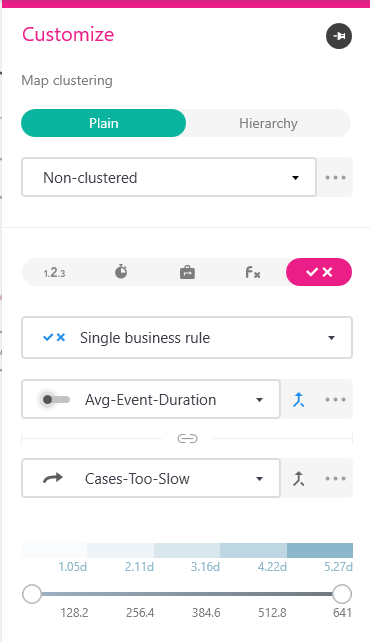 Customize
Map clustering
Plain Hierarchy
Non-clustered
1.2.3 Fx
Single business rule
Avg-Event-Duration
Cases-Too-Slow
1.05d 2.11d 3.16d 4.22d 5.27d
128.2 256.4 384.6 512.8 641